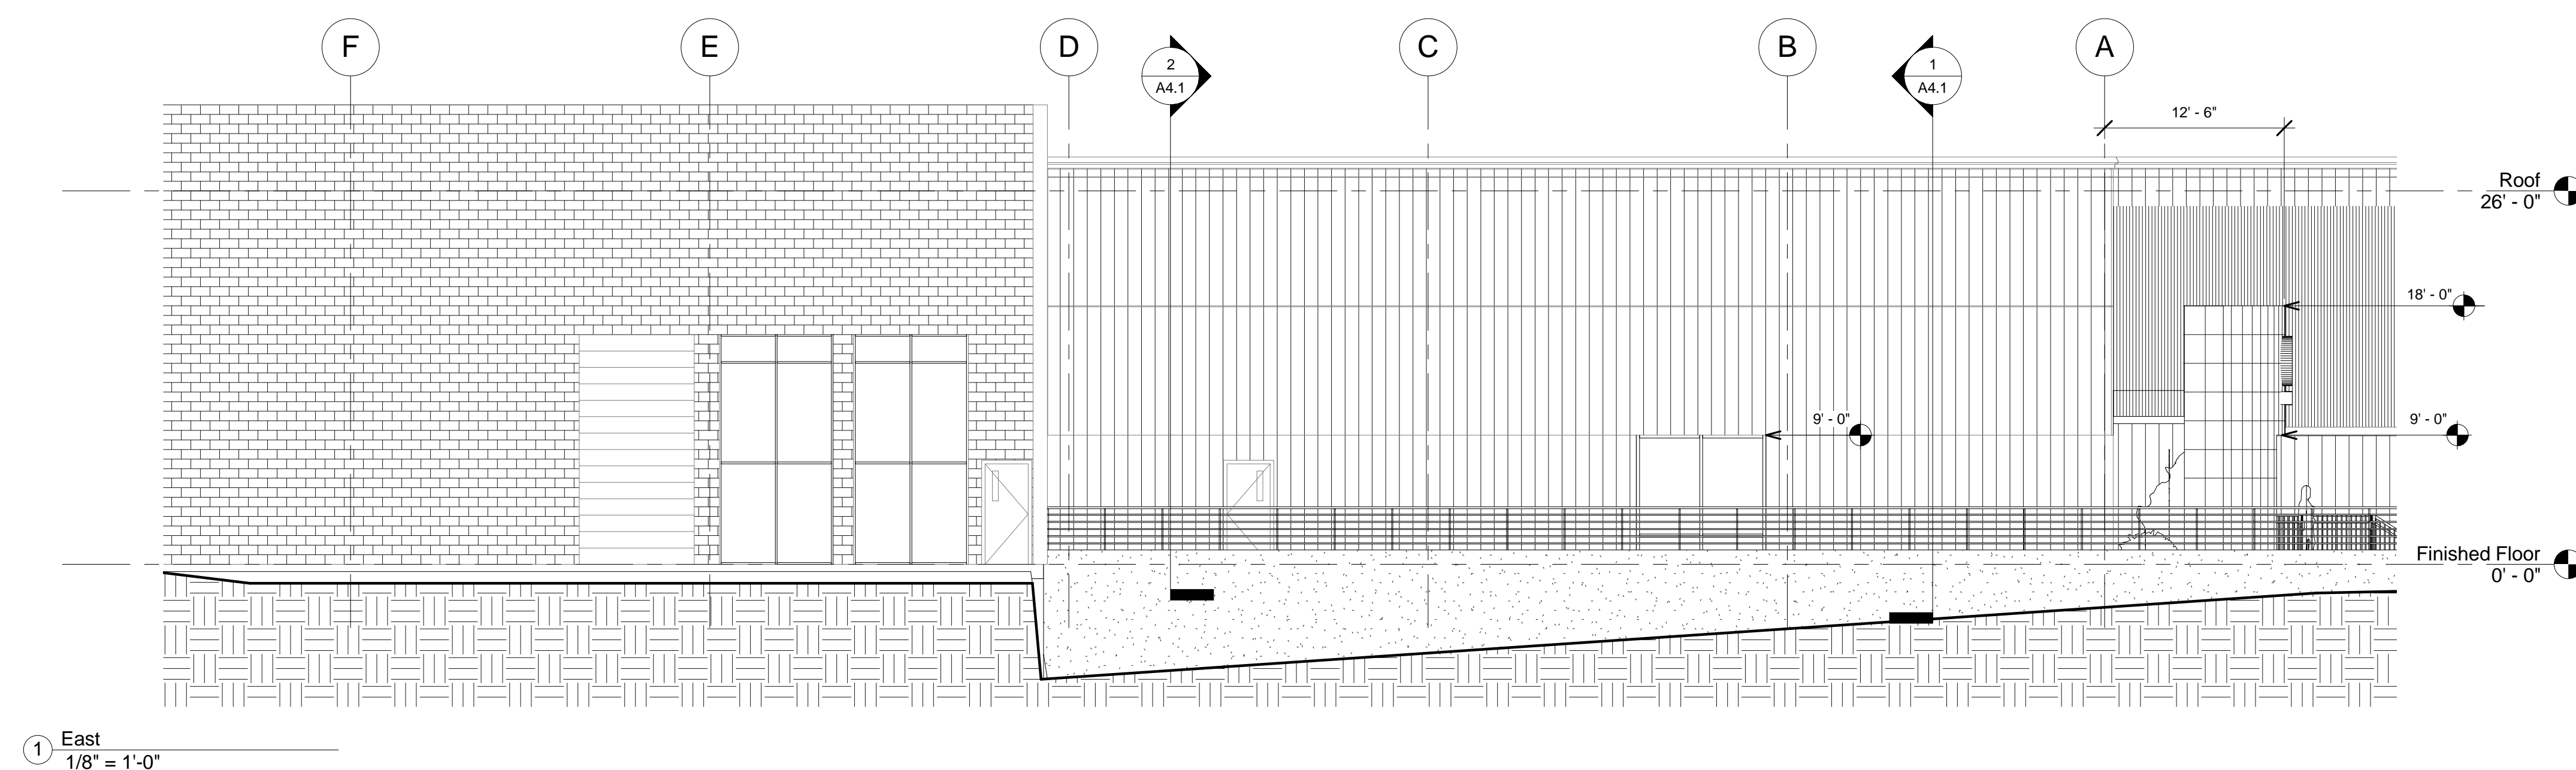 F
E
D
2
A4.1
C
B
1
A4.1
A
12' - 6"
Roof
26' - 0"
18' - 0"
9' - 0"
9' - 0"
Finished Floor
0' - 0"
1
East
1/8" = 1'-0"